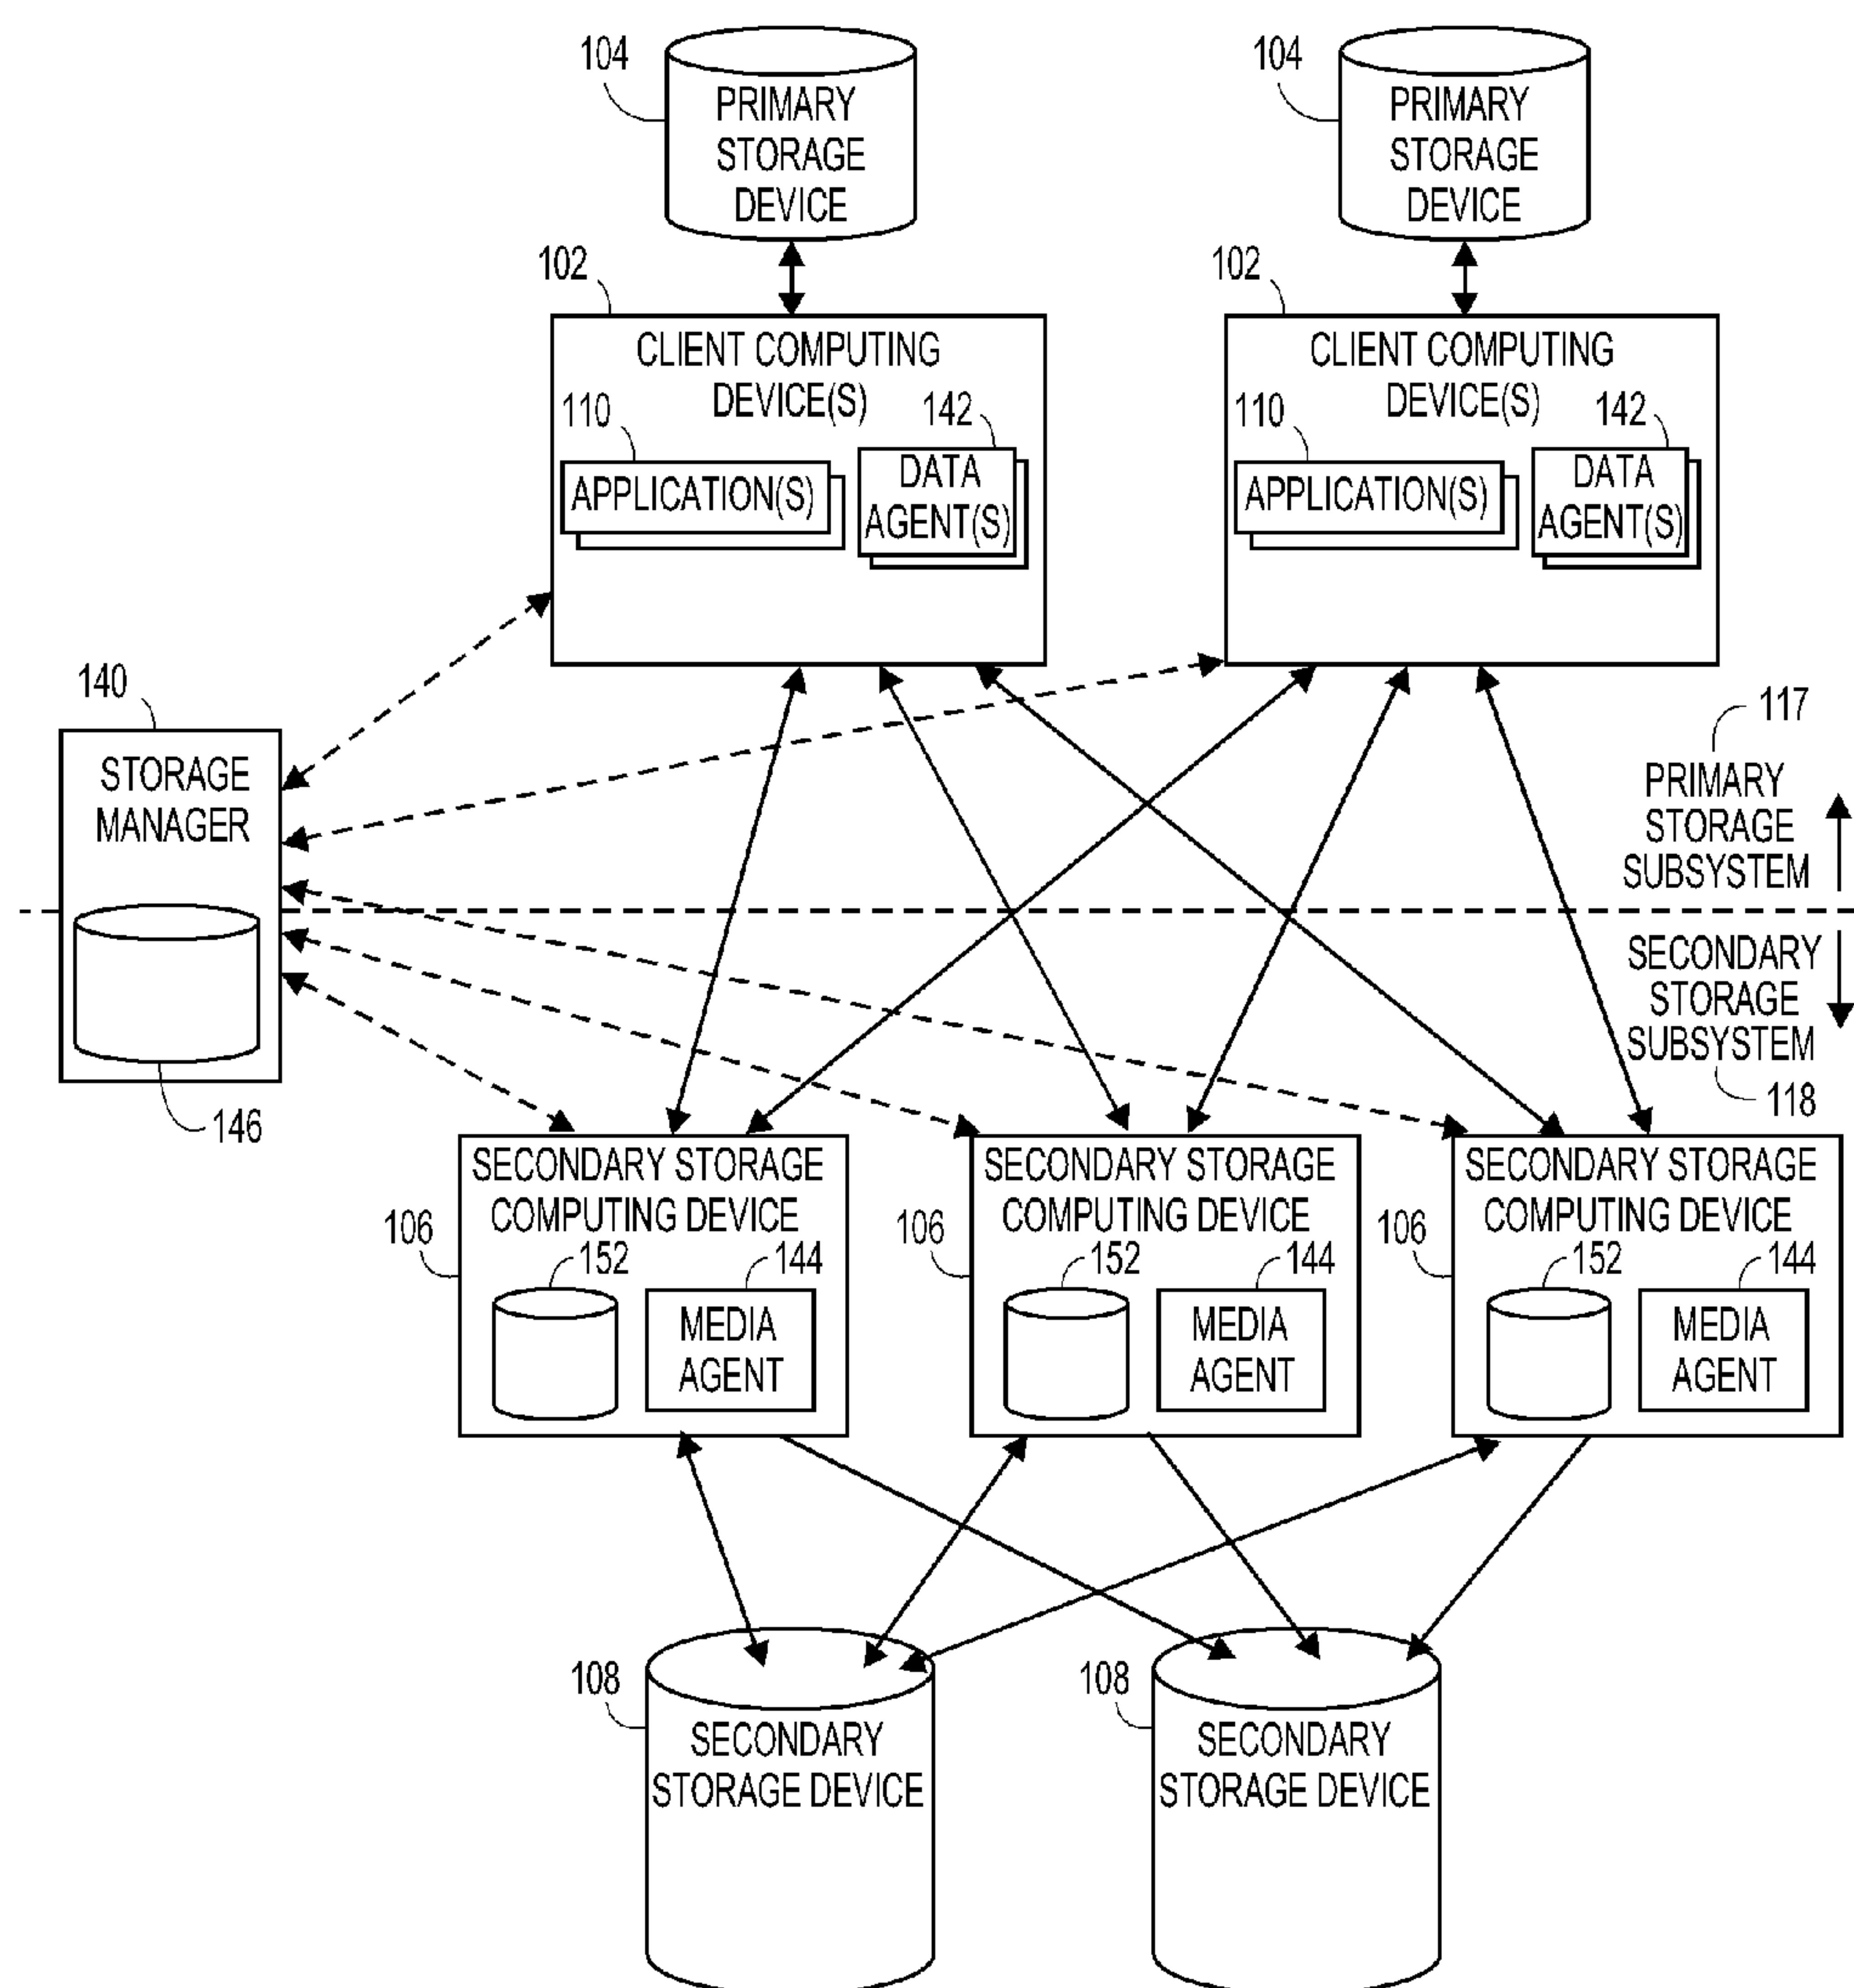 104
PRIMARY
STORAGE
DEVICE
104
PRIMARY
STORAGE
DEVICE
102
CLIENT COMPUTING
DEVICE(S)
110
142
APPLICATION(S)
DATA
AGENT(S)
102
CLIENT COMPUTING
DEVICE(S)
110
142
APPLICATION(S)
DATA
AGENT(S)
140
STORAGE
MANAGER
146
117
PRIMARY
STORAGE
SUBSYSTEM
SECONDARY
STORAGE
SUBSYSTEM
118
106
SECONDARY STORAGE
COMPUTING DEVICE
152
144
MEDIA
AGENT
106
SECONDARY STORAGE
COMPUTING DEVICE
152
144
MEDIA
AGENT
106
SECONDARY STORAGE
COMPUTING DEVICE
152
144
MEDIA
AGENT
108
SECONDARY
STORAGE DEVICE
108
SECONDARY
STORAGE DEVICE